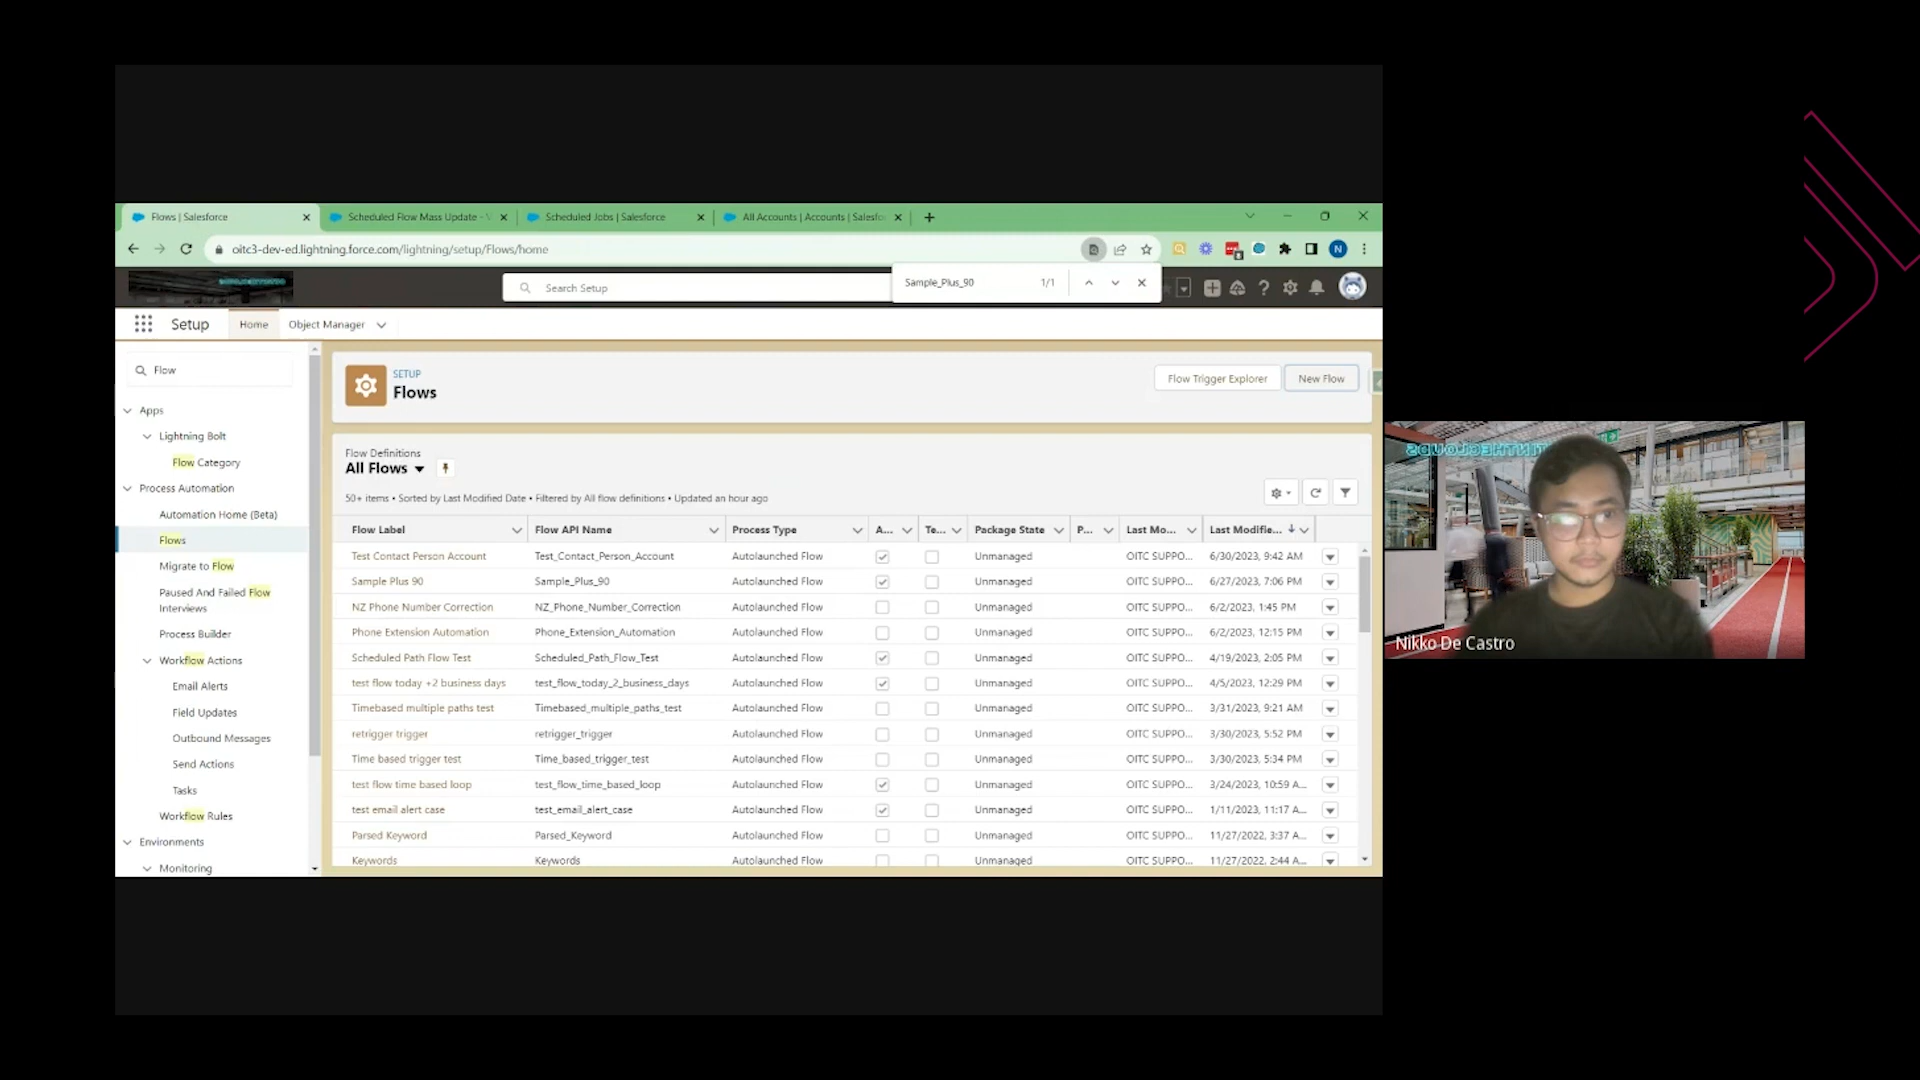 Flows | Salesforce
Scheduled Flow Mass Update -
Scheduled Jobs | Salesforce
All Accounts | Accounts | Salesfo
oitc3-dev-ed.lightning.force.com/lightning/setup/Flows/home
N
Search Setup
Sample_Plus_90 1/1
Setup Home Object Manager
Flow
Apps
Lightning Bolt
Flow Category
Process Automation
Automation Home (Beta)
Flows
Migrate to Flow
Paused And Failed Flow
Interviews
Process Builder
Workflow Actions
Email Alerts
Field Updates
Outbound Messages
Send Actions
Tasks
Workflow Rules
Environments
Monitoring
SETUP
Flows
Flow Trigger Explorer New Flow
Flow Definitions
All Flows
50+ items • Sorted by Last Modified Date • Filtered by All flow definitions • Updated an hour ago
Flow Label Flow API Name Process Type A... Te... Package State P... Last Mo... Last Modifie...
Test Contact Person Account Test_Contact_Person_Account Autolaunched Flow Unmanaged OITC SUPPO... 6/30/2023, 9:42 AM
Sample Plus 90 Sample_Plus_90 Autolaunched Flow Unmanaged OITC SUPPO... 6/27/2023, 7:06 PM
NZ Phone Number Correction NZ_Phone_Number_Correction Autolaunched Flow Unmanaged OITC SUPPO... 6/2/2023, 1:45 PM
Phone Extension Automation Phone_Extension_Automation Autolaunched Flow Unmanaged OITC SUPPO... 6/2/2023, 12:15 PM
Scheduled Path Flow Test Scheduled_Path_Flow_Test Autolaunched Flow Unmanaged OITC SUPPO... 4/19/2023, 2:05 PM
test flow today +2 business days test_flow_today_2_business_days Autolaunched Flow Unmanaged OITC SUPPO... 4/5/2023, 12:29 PM
Timebased multiple paths test Timebased_multiple_paths_test Autolaunched Flow Unmanaged OITC SUPPO... 3/31/2023, 9:21 AM
retrigger trigger retrigger_trigger Autolaunched Flow Unmanaged OITC SUPPO... 3/30/2023, 5:52 PM
Time based trigger test Time_based_trigger_test Autolaunched Flow Unmanaged OITC SUPPO... 3/30/2023, 5:34 PM
test flow time based loop test_flow_time_based_loop Autolaunched Flow Unmanaged OITC SUPPO... 3/24/2023, 10:59 A...
test email alert case test_email_alert_case Autolaunched Flow Unmanaged OITC SUPPO... 1/11/2023, 11:17 A...
Parsed Keyword Parsed_Keyword Autolaunched Flow Unmanaged OITC SUPPO... 11/27/2022, 3:37 A...
Keywords Keywords Autolaunched Flow Unmanaged OITC SUPPO... 11/27/2022, 2:44 A...
Nikko De Castro